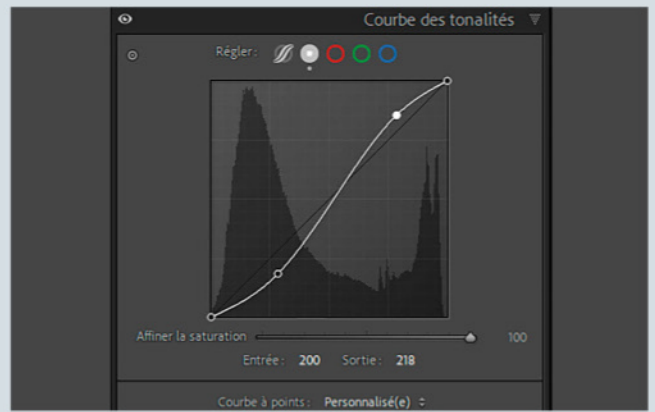 Courbe des tonalités
Régler :
Affiner la saturation 100
Entrée : 200 Sortie : 218
Courbe à points : Personnalisé(e)